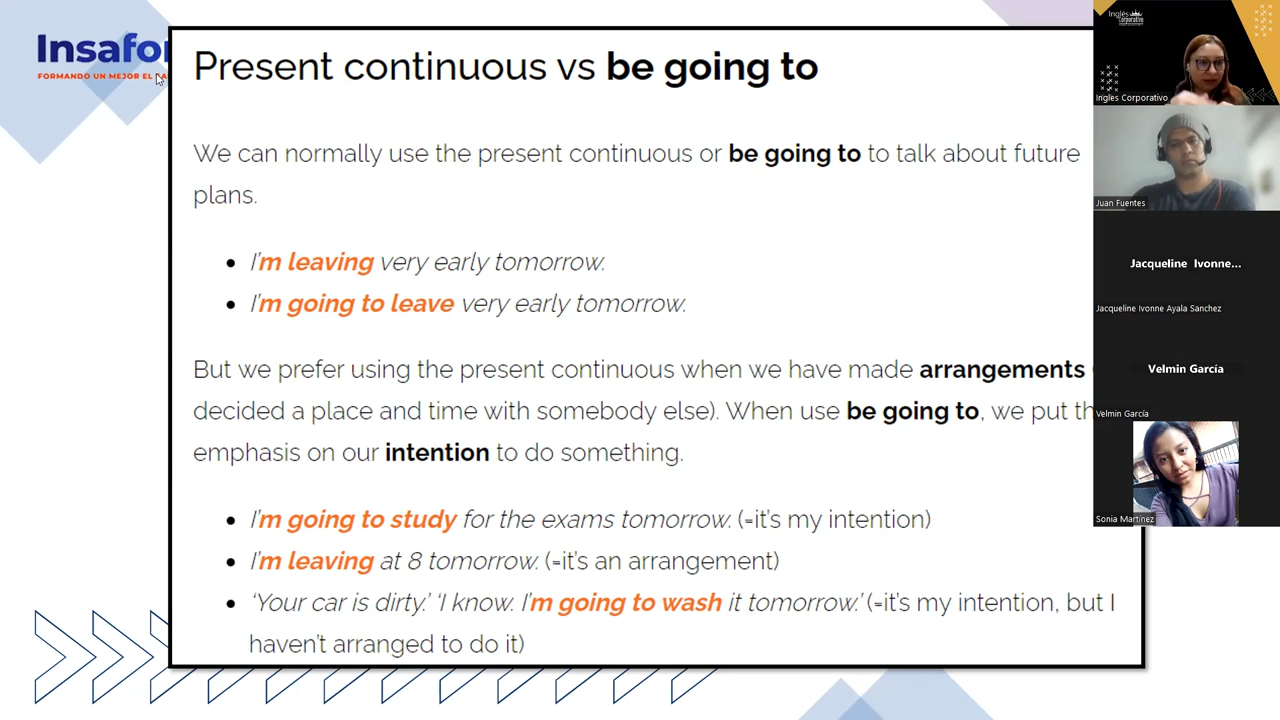 Insafo
FORMANDO UN MEJOR EL
Present continuous vs be going to
We can normally use the present continuous or be going to to talk about future
plans.
• I'm leaving very early tomorrow.
• I'm going to leave very early tomorrow.
But we prefer using the present continuous when we have made arrangements
decided a place and time with somebody else). When use be going to, we put th
emphasis on our intention to do something.
• I'm going to study for the exams tomorrow. (=it's my intention)
• I'm leaving at 8 tomorrow. (=it's an arrangement)
• 'Your car is dirty.' 'I know. I'm going to wash it tomorrow.' (=it's my intention, but I
haven't arranged to do it)
Inglés
Corporativo
Ingles Corporativo
Juan Fuentes
Jacqueline Ivonne...
Jacqueline Ivonne Ayala Sanchez
Velmin García
Velmin García
Sonia Martínez